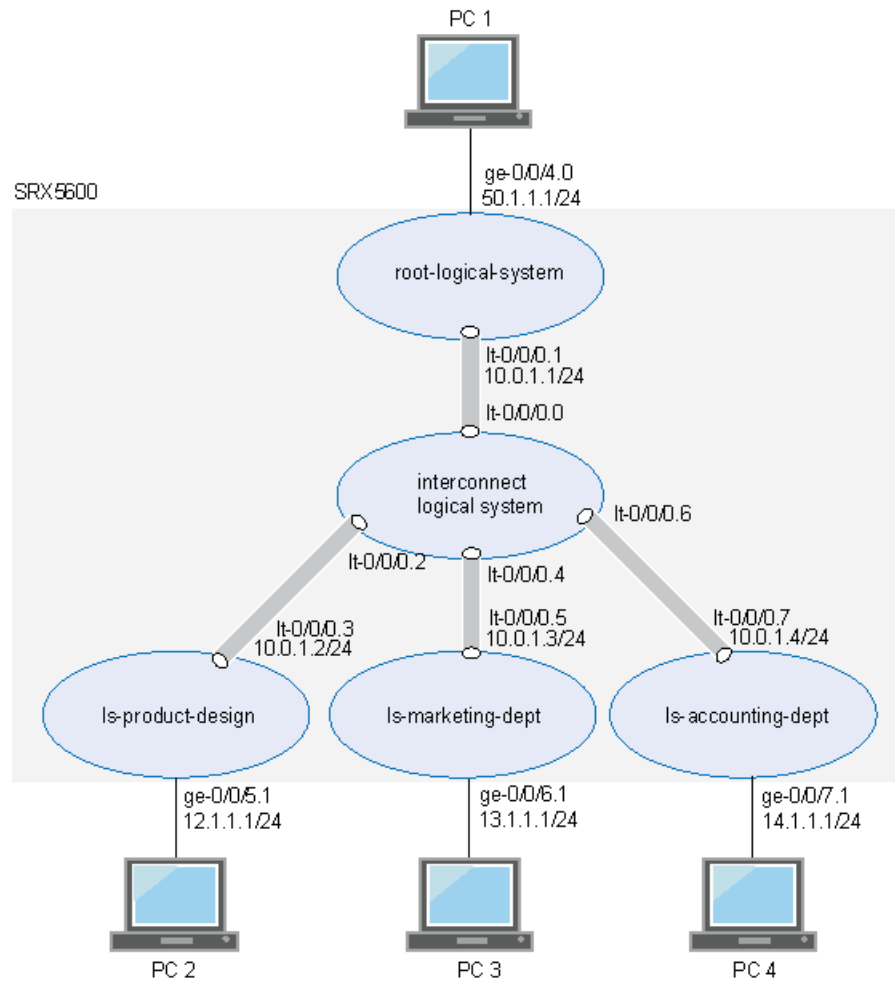 PC 1
ge-0/0/4.0
50.1.1.1/24
SRX5600
root-logical-system
lt-0/0/0.1
10.0.1.1/24
lt-0/0/0.0
interconnect
logical system
lt-0/0/0.6
lt-0/0/0.2
lt-0/0/0.4
lt-0/0/0.3
10.0.1.2/24
lt-0/0/0.5
10.0.1.3/24
lt-0/0/0.7
10.0.1.4/24
ls-product-design
ls-marketing-dept
ls-accounting-dept
ge-0/0/5.1
12.1.1.1/24
ge-0/0/6.1
13.1.1.1/24
ge-0/0/7.1
14.1.1.1/24
PC 2
PC 3
PC 4